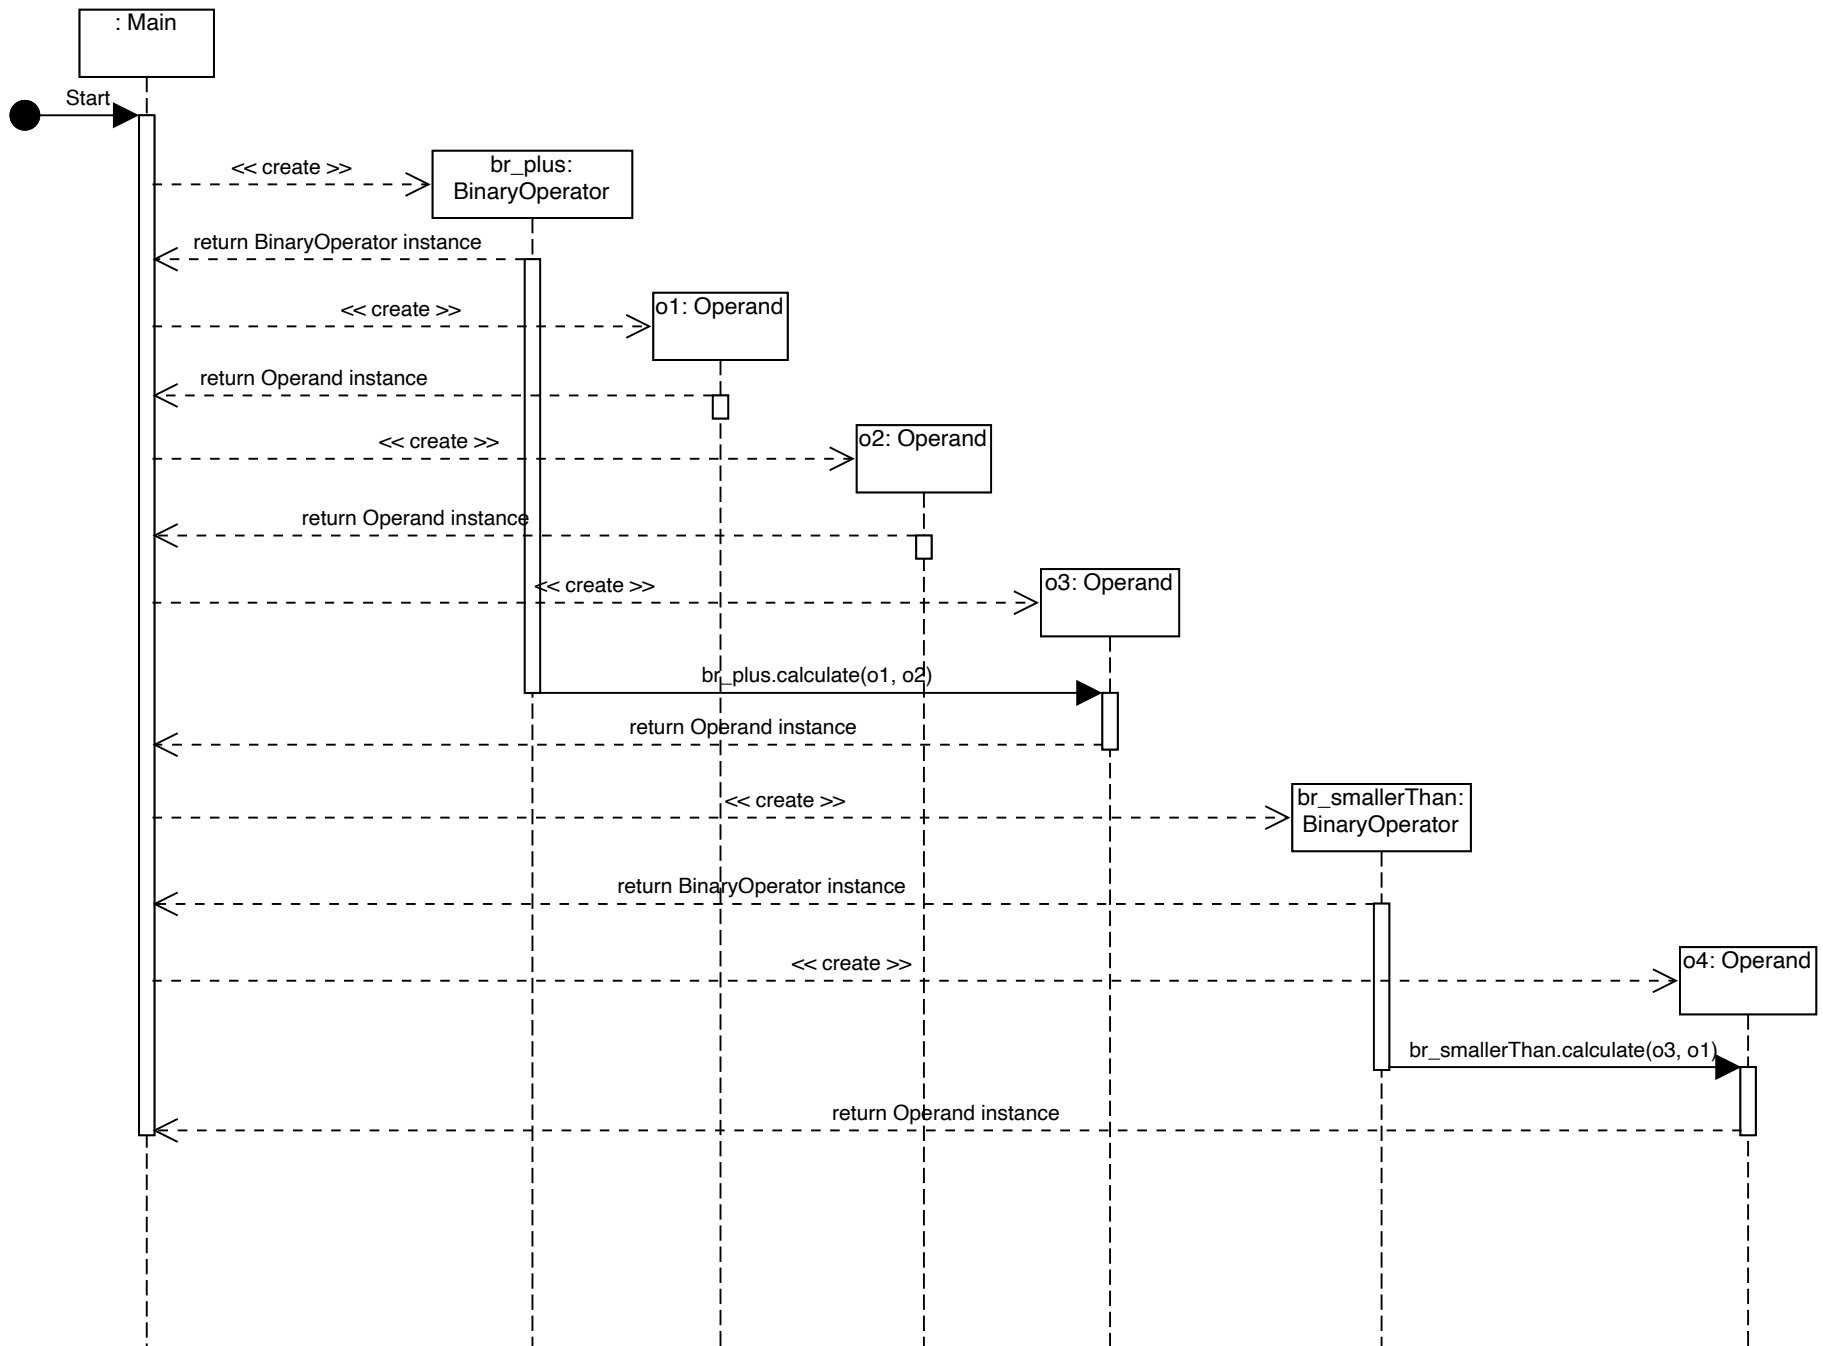 : Main
Start
<< create >>
br_plus:
BinaryOperator
return BinaryOperator instance
<< create >>
o1: Operand
return Operand instance
<< create >>
o2: Operand
return Operand instance
<< create >>
o3: Operand
br_plus.calculate(o1, o2)
return Operand instance
<< create >>
br_smallerThan:
BinaryOperator
return BinaryOperator instance
<< create >>
o4: Operand
br_smallerThan.calculate(o3, o1)
return Operand instance